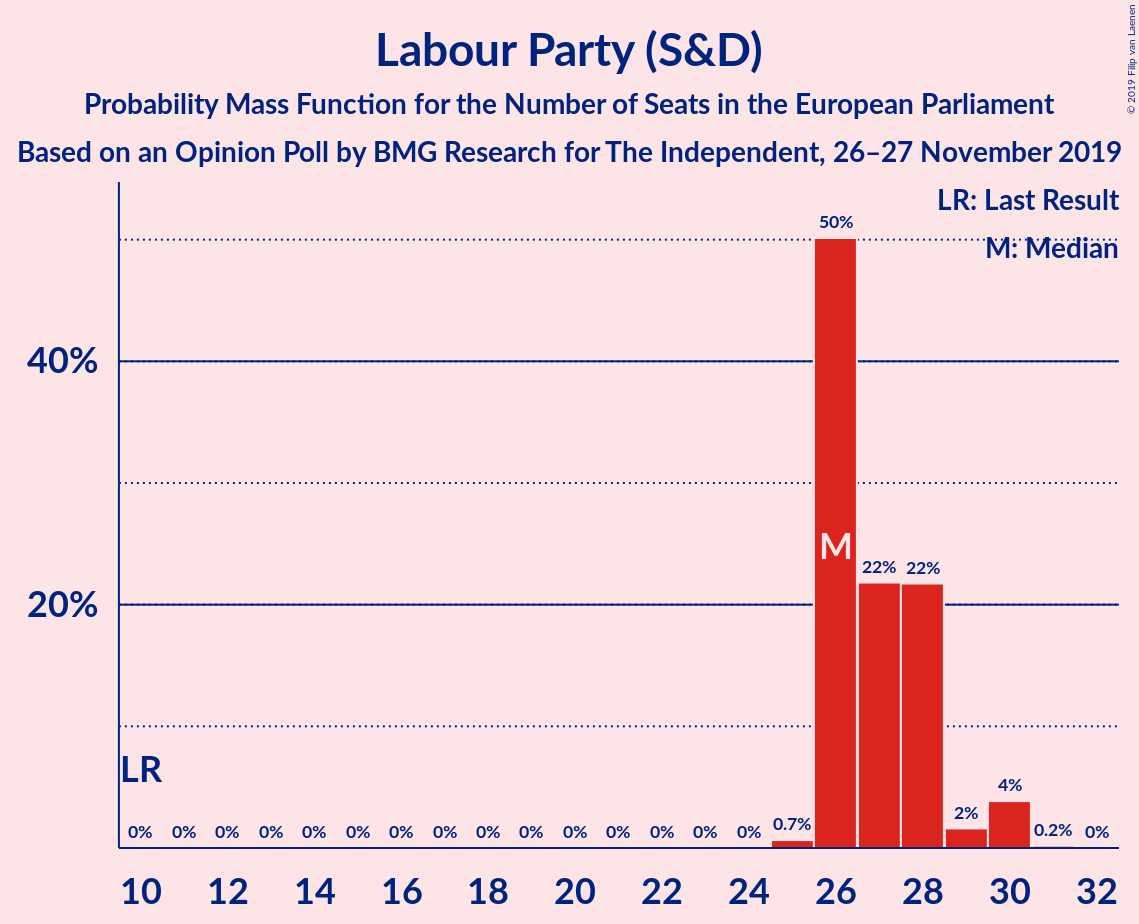 Labour Party (S&D)
Probability Mass Function for the Number of Seats in the European Parliament
Based on an Opinion Poll by BMG Research for The Independent, 26–27 November 2019
© 2019 Filip van Laenen
LR: Last Result
M: Median
50%
40%
M
22% 22%
20%
LR
0% 0% 0% 0% 0% 0% 0% 0% 0% 0% 0% 0% 0% 0% 0% 0.7% 2% 4% 0.2% 0%
10 12 14 16 18 20 22 24 26 28 30 32